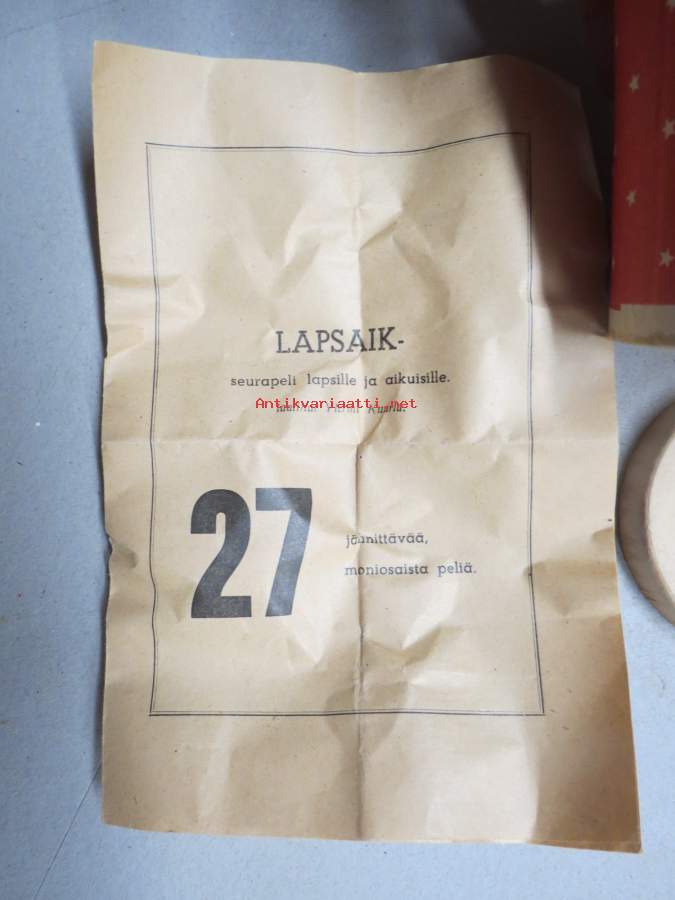 LAPSAIK-
seurapeli lapsille ja aikuisille.
Antikvariaatti.net
27
jännittävää,
moniosaista peliä.